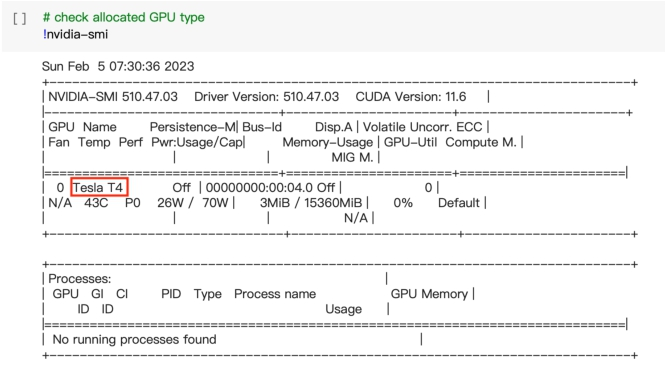 [ ] # check allocated GPU type
!nvidia-smi
Sun Feb 5 07:30:36 2023
+-----------------------------------------------------------------------------+
| NVIDIA-SMI 510.47.03 Driver Version: 510.47.03 CUDA Version: 11.6 |
|-------------------------------+----------------------+----------------------+
| GPU Name Persistence-M| Bus-Id Disp.A | Volatile Uncorr. ECC |
| Fan Temp Perf Pwr:Usage/Cap| Memory-Usage | GPU-Util Compute M. |
| | | MIG M. |
|===============================+======================+======================|
| 0 Tesla T4 Off | 00000000:00:04.0 Off | 0 |
| N/A 43C P0 26W / 70W | 3MiB / 15360MiB | 0% Default |
| | | N/A |
+-------------------------------+----------------------+----------------------+
+-----------------------------------------------------------------------------+
| Processes: |
| GPU GI CI PID Type Process name GPU Memory |
| ID ID Usage |
|=============================================================================|
| No running processes found |
+-----------------------------------------------------------------------------+